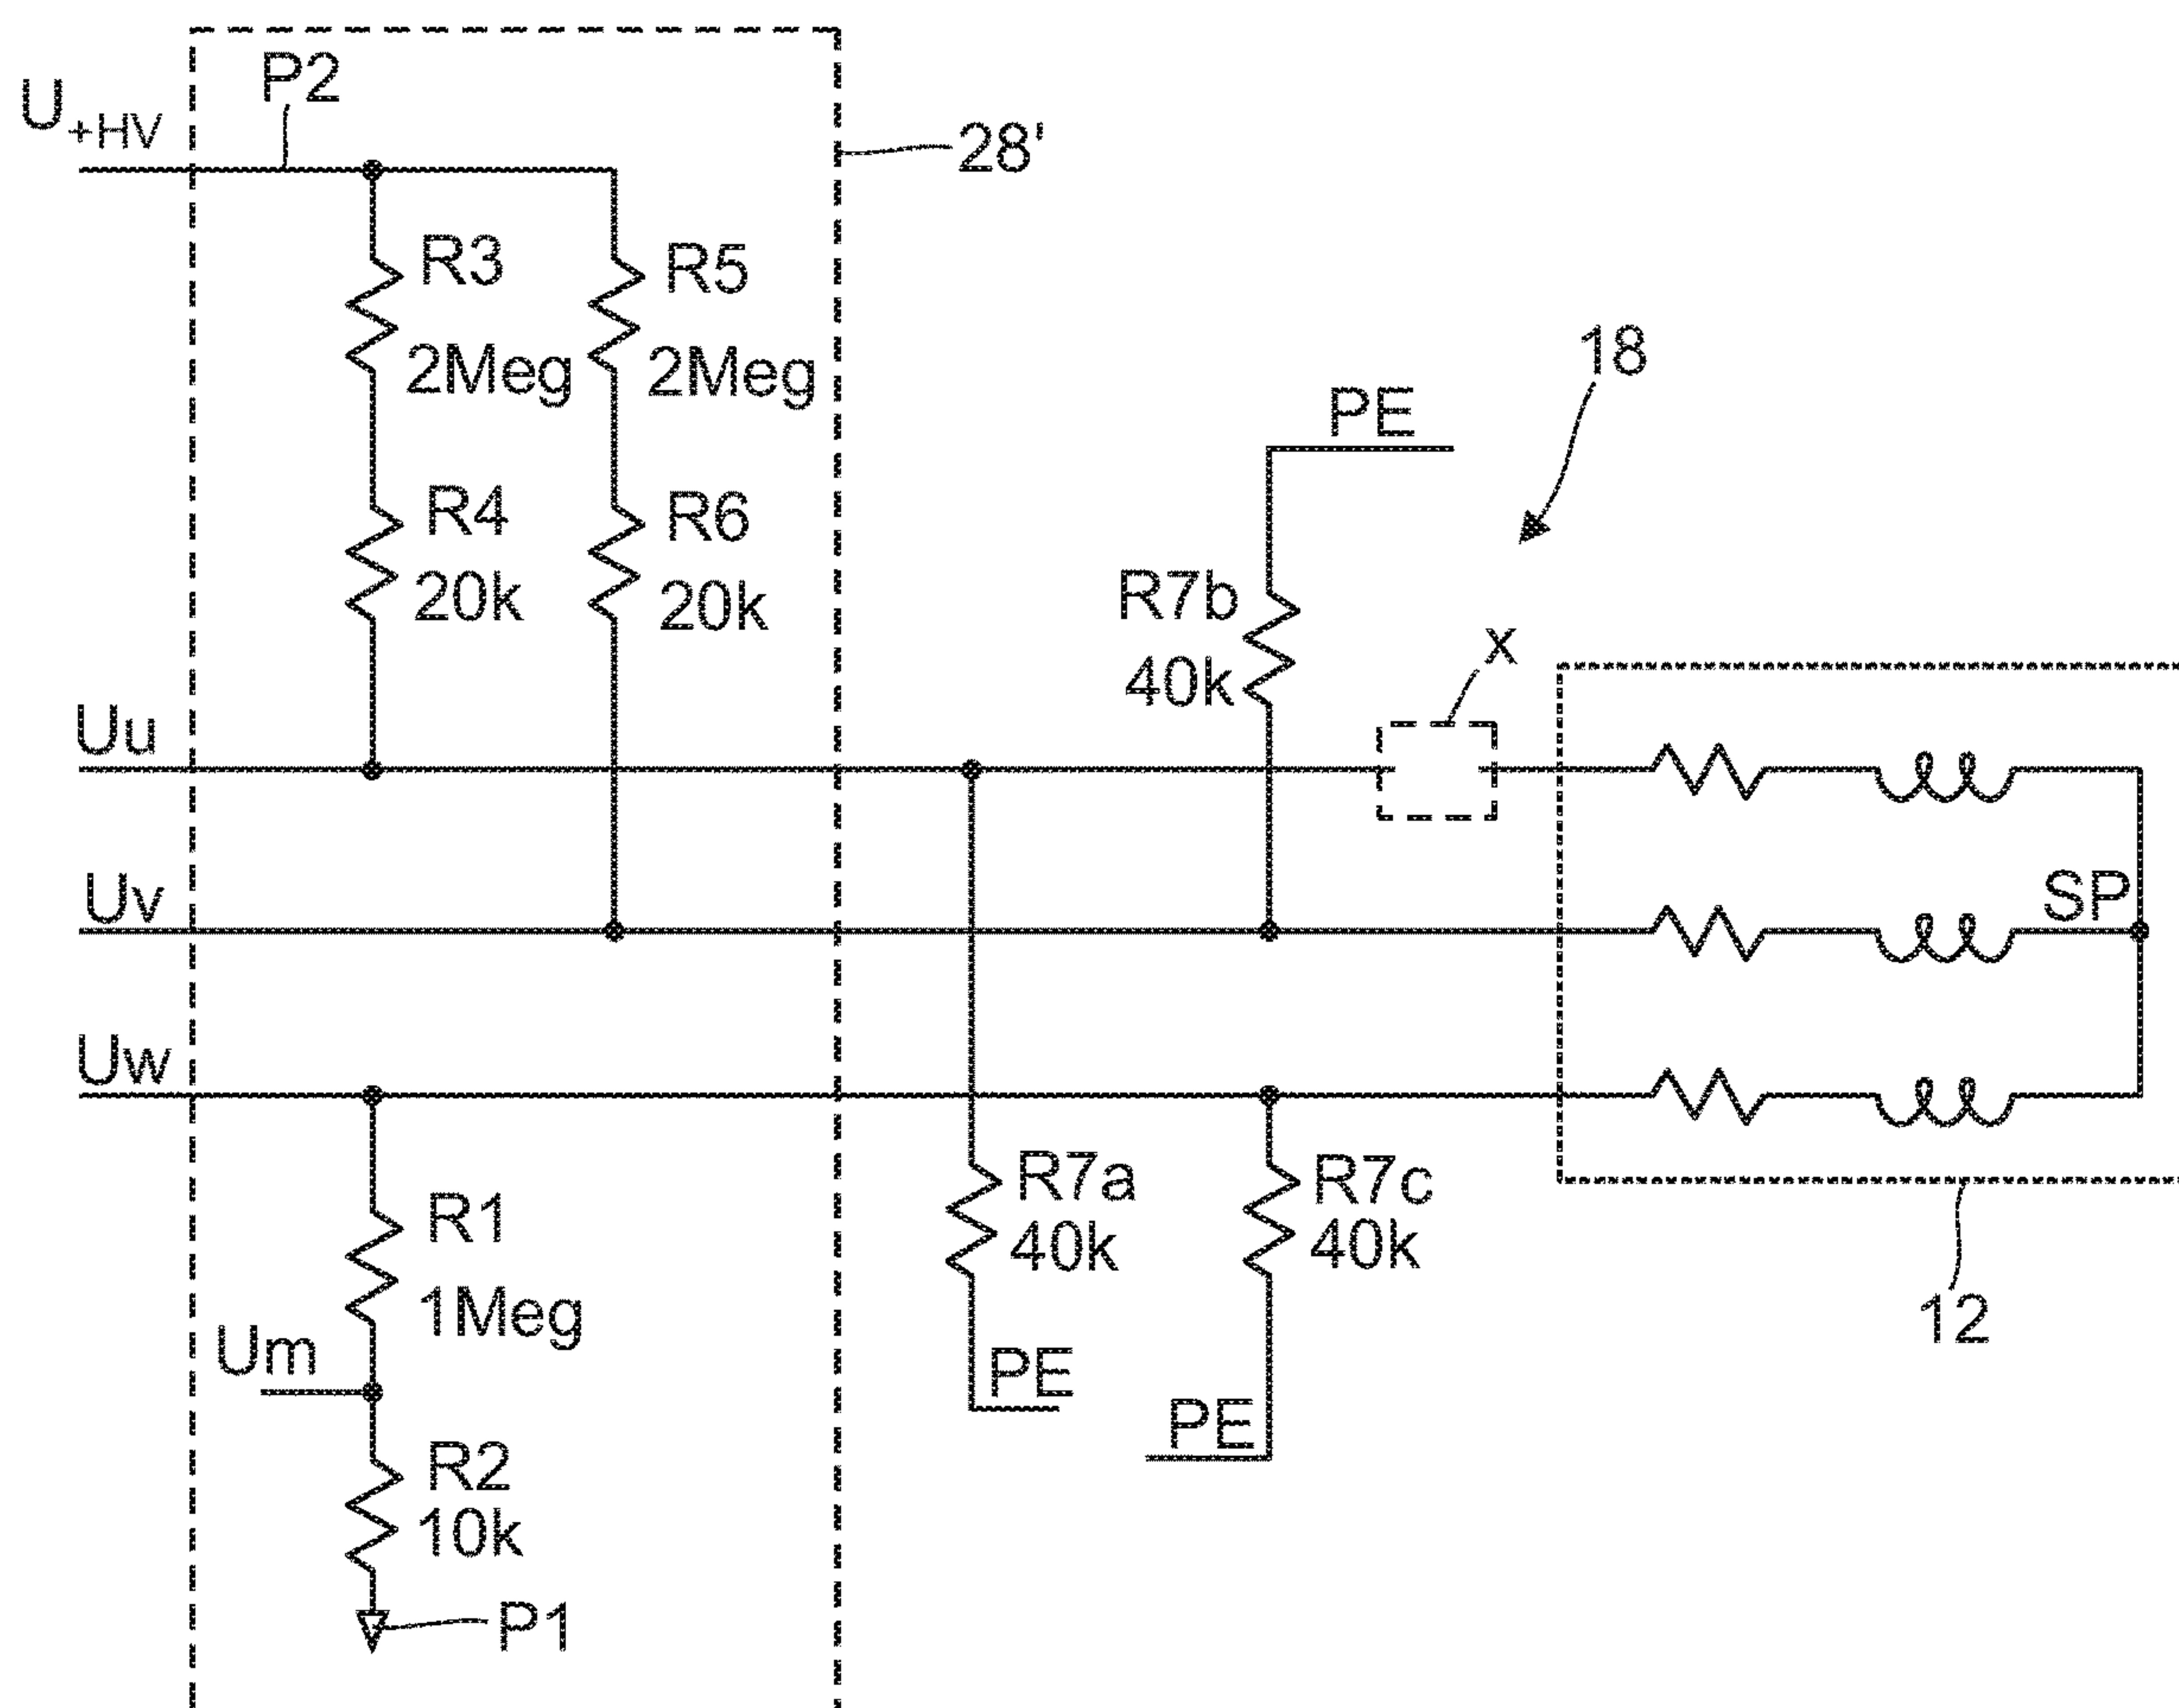 P2
U+HV
28'
R3
2Meg
R5
2Meg
18
PE
R4
20k
R6
20k
R7b
40k
x
Uu
Uv
SP
Uw
R1
1Meg
R7a
40k
R7c
40k
12
Um
PE
PE
R2
10k
P1